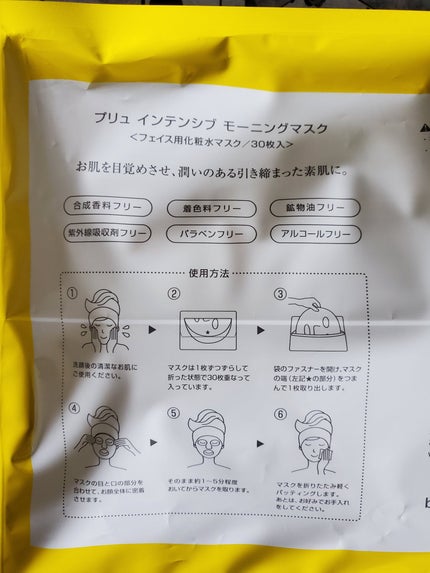 プリュ インテンシブ モーニングマスク
<フェイス用化粧水マスク/30枚入>
お肌を目覚めさせ、潤いのある引き締まった素肌に。
合成香料フリー 着色料フリー 鉱物油フリー
紫外線吸収剤フリー パラベンフリー アルコールフリー
使用方法
①
洗顔後の清潔なお肌に
ご使用ください。
②
マスクは1枚ずつずらして
折った状態で30枚重なって
入っています。
③
袋のファスナーを開け、マスク
の端(左記★の部分)をつま
んで1枚取り出します。
④
マスクの目と口の部分を
合わせて、お顔全体に密着
させます。
⑤
そのまま約1〜5分程度
おいてからマスクを取ります。
⑥
マスクを折りたたみ軽く
パッティングします。
あとは、お好みでお手入れ
をしてください。